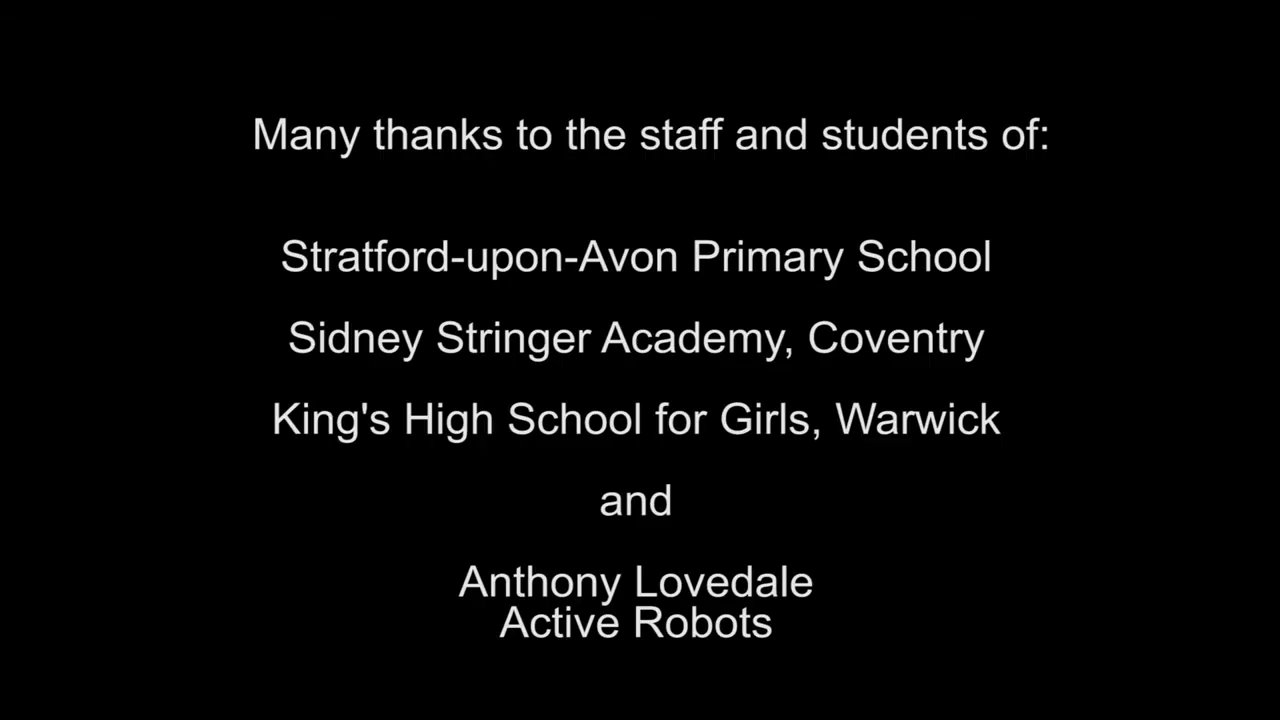 Many thanks to the staff and students of:
Stratford-upon-Avon Primary School
Sidney Stringer Academy, Coventry
King's High School for Girls, Warwick
and
Anthony Lovedale
Active Robots